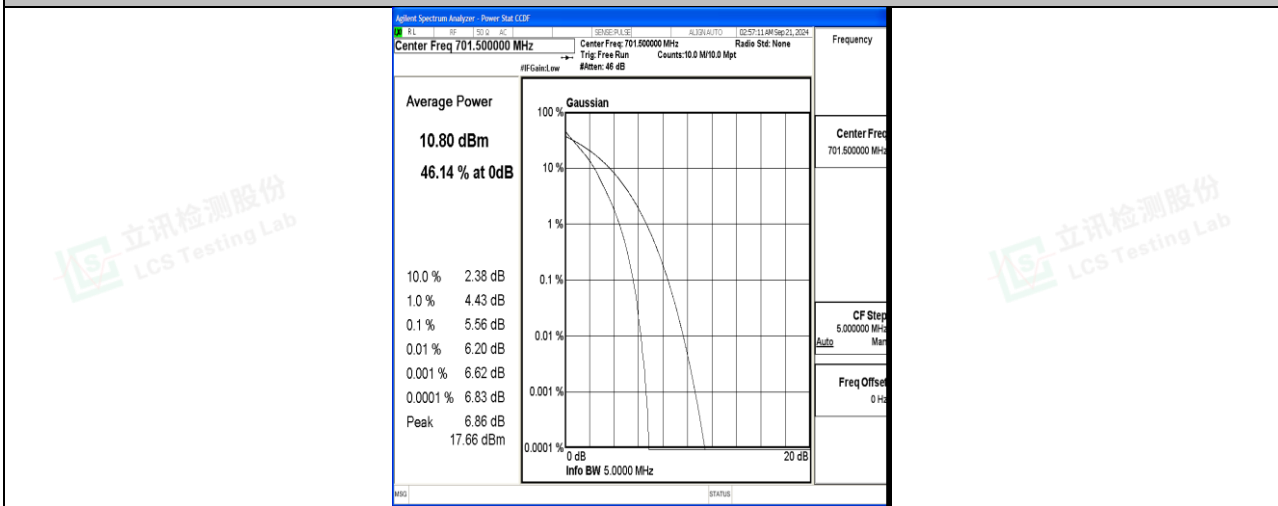 Agilent Spectrum Analyzer - Power Stat CCDF
RL RF 50 Ω AC SENSE:PULSE ALIGN AUTO 02:57:11 AM Sep 21, 2024
Center Freq 701.500000 MHz
Center Freq: 701.500000 MHz Radio Std: None
Trig: Free Run Counts:10.0 M/10.0 Mpt
#IFGain:Low #Atten: 46 dB
Frequency
Average Power
10.80 dBm
46.14 % at 0dB
10.0 % 2.38 dB
1.0 % 4.43 dB
0.1 % 5.56 dB
0.01 % 6.20 dB
0.001 % 6.62 dB
0.0001 % 6.83 dB
Peak 6.86 dB
17.66 dBm
Gaussian
100 %
10 %
1 %
0.1 %
0.01 %
0.001 %
0.0001 %
0 dB 20 dB
Info BW 5.0000 MHz
Center Freq
701.500000 MHz
CF Step
5.000000 MHz
Auto Man
Freq Offset
0 Hz
MSG STATUS
立讯检测股份
LCS Testing Lab
立讯检测股份
LCS Testing Lab